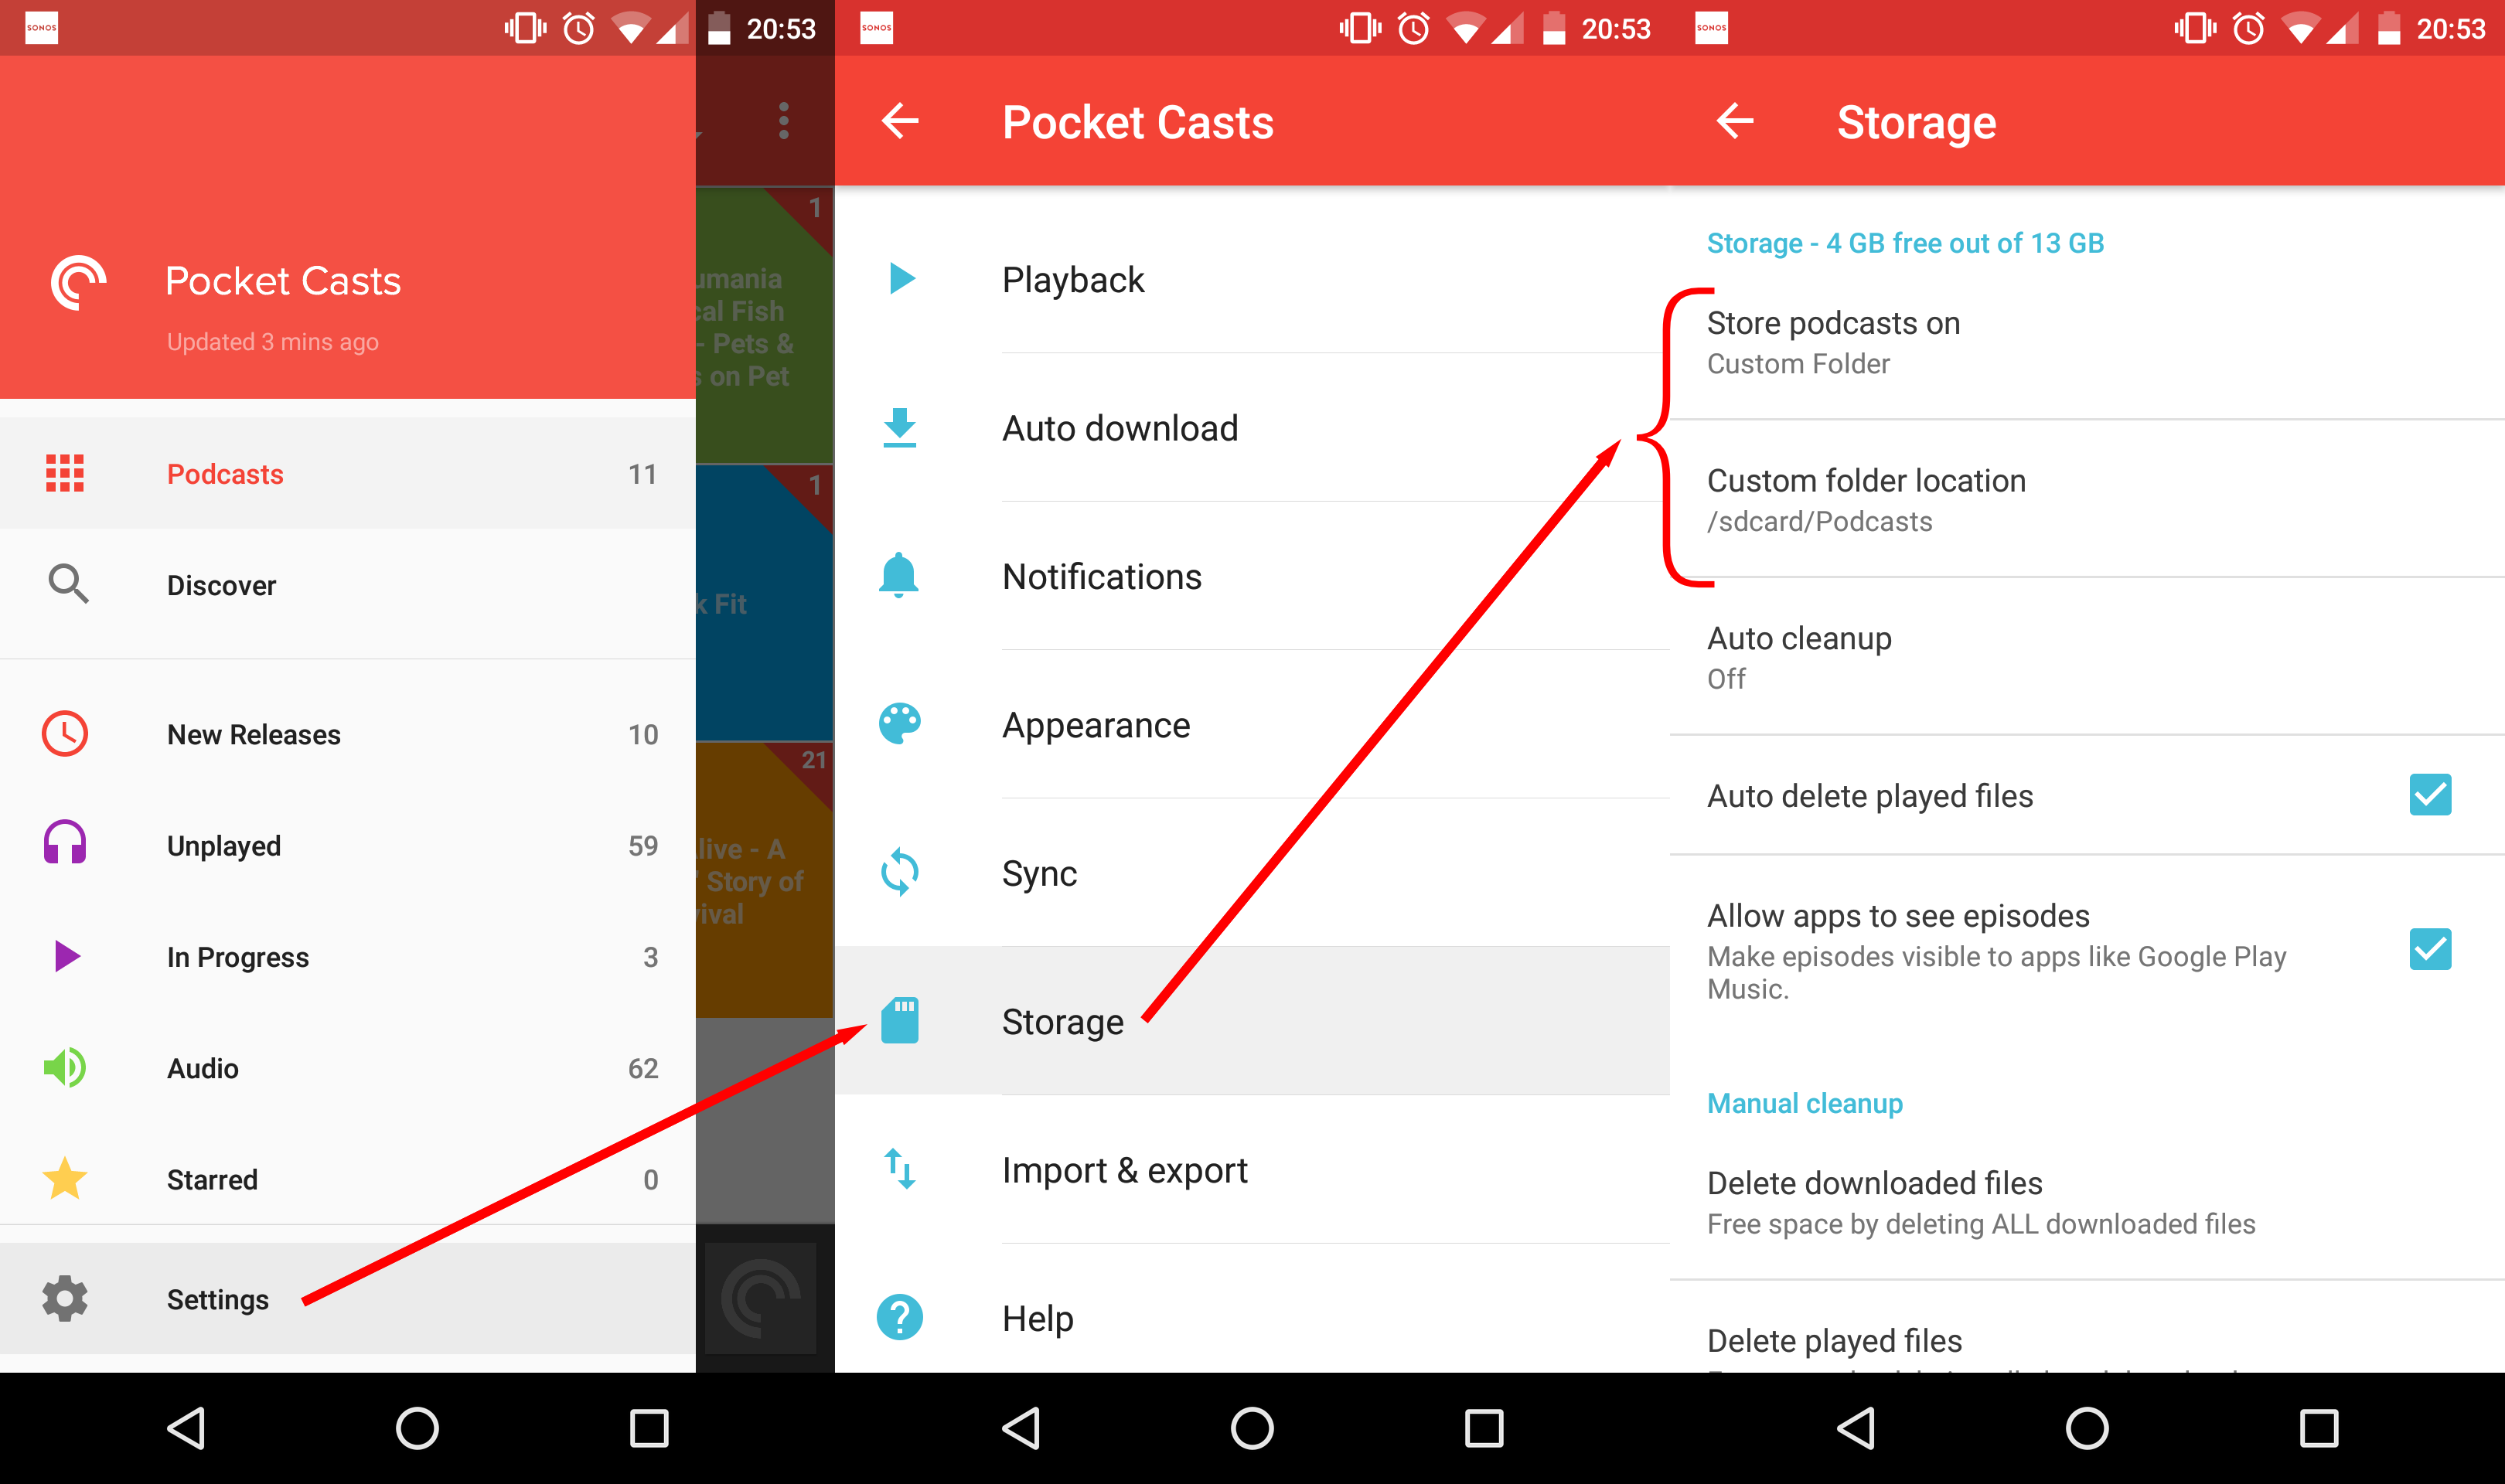 SONOS
20:53
Pocket Casts
Updated 3 mins ago
Podcasts 11
Discover
New Releases 10
Unplayed 59
In Progress 3
Audio 62
Starred 0
Settings
1
umania
cal Fish
- Pets &
s on Pet
1
k Fit
21
live - A
Story of
vival
SONOS
20:53
Pocket Casts
Playback
Auto download
Notifications
Appearance
Sync
Storage
Import & export
Help
SONOS
20:53
Storage
Storage - 4 GB free out of 13 GB
Store podcasts on
Custom Folder
Custom folder location
/sdcard/Podcasts
Auto cleanup
Off
Auto delete played files
Allow apps to see episodes
Make episodes visible to apps like Google Play
Music.
Manual cleanup
Delete downloaded files
Free space by deleting ALL downloaded files
Delete played files